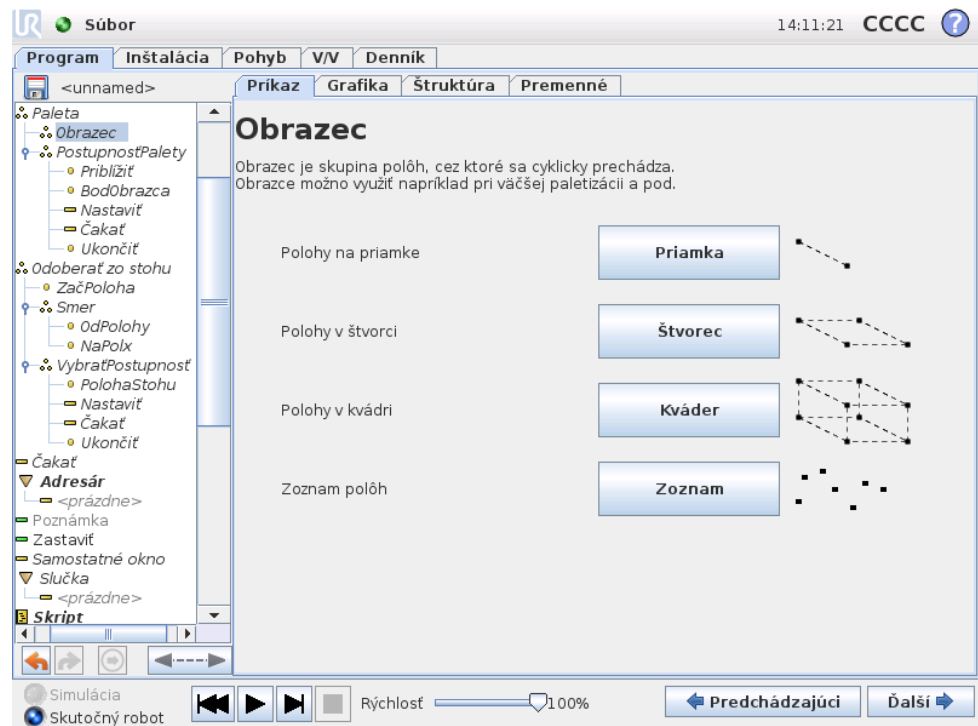 UR
Súbor
14:11:21 CCCC ?
Program Inštalácia Pohyb V/V Denník
<unnamed>
Príkaz Grafika Štruktúra Premenné
Paleta
Obrazec
PostupnosťPalety
Priblížiť
BodObrazca
Nastaviť
Čakať
Ukončiť
Odoberať zo stohu
ZačPoloha
Smer
OdPolohy
NaPolx
VybraťPostupnosť
PolohaStohu
Nastaviť
Čakať
Ukončiť
Čakať
Adresár
<prázdne>
Poznámka
Zastaviť
Samostatné okno
Slučka
<prázdne>
Skript
Obrazec
Obrazec je skupina polôh, cez ktoré sa cyklicky prechádza.
Obrazce možno využiť napríklad pri väčšej paletizácii a pod.
Polohy na priamke Priamka
Polohy v štvorci Štvorec
Polohy v kvádri Kváder
Zoznam polôh Zoznam
Simulácia
Skutočný robot
Rýchlosť 100%
Predchádzajúci Ďalší